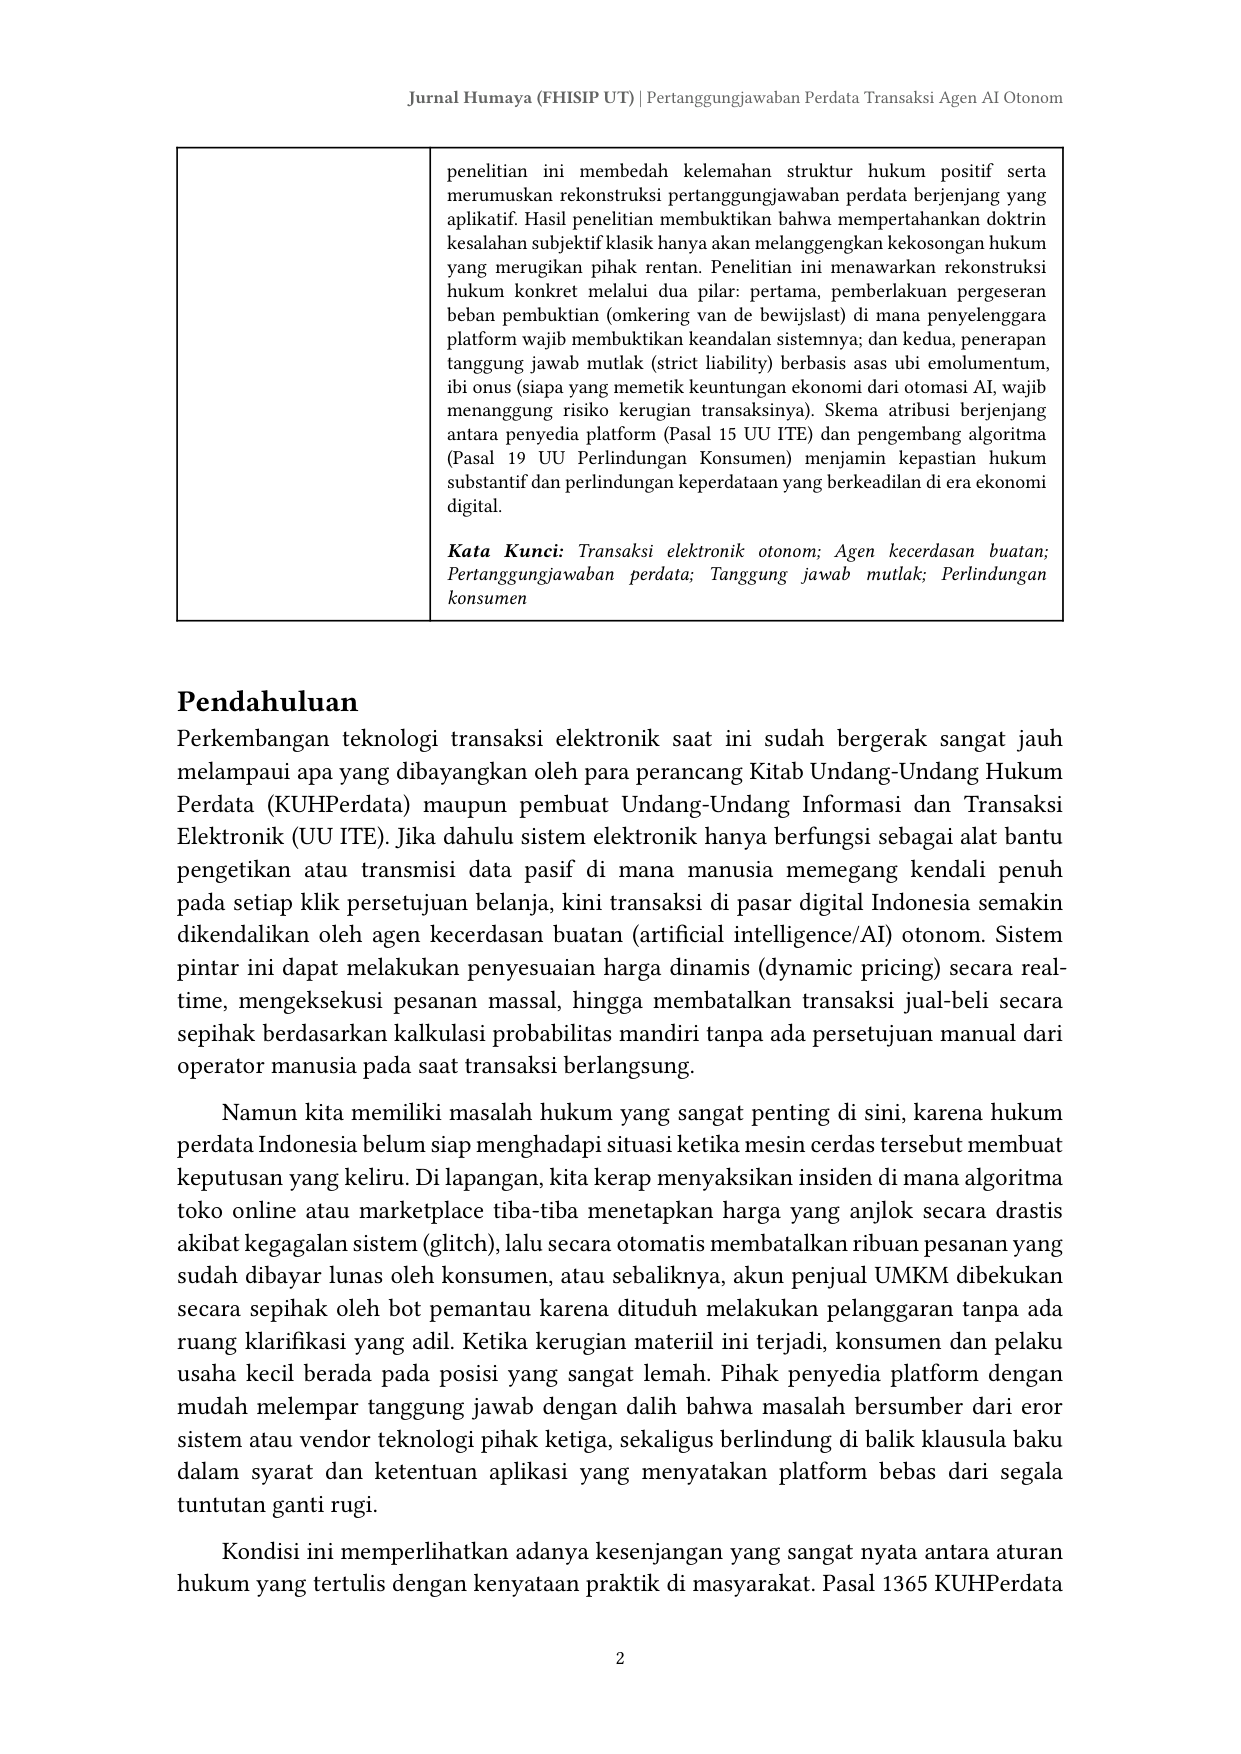 Jurnal Humaya (FHISIP UT) | Pertanggungjawaban Perdata Transaksi Agen AI Otonom
penelitian ini membedah kelemahan struktur hukum positif serta
merumuskan rekonstruksi pertanggungjawaban perdata berjenjang yang
aplikatif. Hasil penelitian membuktikan bahwa mempertahankan doktrin
kesalahan subjektif klasik hanya akan melanggengkan kekosongan hukum
yang merugikan pihak rentan. Penelitian ini menawarkan rekonstruksi
hukum konkret melalui dua pilar: pertama, pemberlakuan pergeseran
beban pembuktian (omkering van de bewijslast) di mana penyelenggara
platform wajib membuktikan keandalan sistemnya; dan kedua, penerapan
tanggung jawab mutlak (strict liability) berbasis asas ubi emolumentum,
ibi onus (siapa yang memetik keuntungan ekonomi dari otomasi AI, wajib
menanggung risiko kerugian transaksinya). Skema atribusi berjenjang
antara penyedia platform (Pasal 15 UU ITE) dan pengembang algoritma
(Pasal 19 UU Perlindungan Konsumen) menjamin kepastian hukum
substantif dan perlindungan keperdataan yang berkeadilan di era ekonomi
digital.
Kata Kunci: Transaksi elektronik otonom; Agen kecerdasan buatan;
Pertanggungjawaban perdata; Tanggung jawab mutlak; Perlindungan
konsumen
Pendahuluan
Perkembangan teknologi transaksi elektronik saat ini sudah bergerak sangat jauh
melampaui apa yang dibayangkan oleh para perancang Kitab Undang-Undang Hukum
Perdata (KUHPerdata) maupun pembuat Undang-Undang Informasi dan Transaksi
Elektronik (UU ITE). Jika dahulu sistem elektronik hanya berfungsi sebagai alat bantu
pengetikan atau transmisi data pasif di mana manusia memegang kendali penuh
pada setiap klik persetujuan belanja, kini transaksi di pasar digital Indonesia semakin
dikendalikan oleh agen kecerdasan buatan (artificial intelligence/AI) otonom. Sistem
pintar ini dapat melakukan penyesuaian harga dinamis (dynamic pricing) secara real-
time, mengeksekusi pesanan massal, hingga membatalkan transaksi jual-beli secara
sepihak berdasarkan kalkulasi probabilitas mandiri tanpa ada persetujuan manual dari
operator manusia pada saat transaksi berlangsung.
Namun kita memiliki masalah hukum yang sangat penting di sini, karena hukum
perdata Indonesia belum siap menghadapi situasi ketika mesin cerdas tersebut membuat
keputusan yang keliru. Di lapangan, kita kerap menyaksikan insiden di mana algoritma
toko online atau marketplace tiba-tiba menetapkan harga yang anjlok secara drastis
akibat kegagalan sistem (glitch), lalu secara otomatis membatalkan ribuan pesanan yang
sudah dibayar lunas oleh konsumen, atau sebaliknya, akun penjual UMKM dibekukan
secara sepihak oleh bot pemantau karena dituduh melakukan pelanggaran tanpa ada
ruang klarifikasi yang adil. Ketika kerugian materiil ini terjadi, konsumen dan pelaku
usaha kecil berada pada posisi yang sangat lemah. Pihak penyedia platform dengan
mudah melempar tanggung jawab dengan dalih bahwa masalah bersumber dari eror
sistem atau vendor teknologi pihak ketiga, sekaligus berlindung di balik klausula baku
dalam syarat dan ketentuan aplikasi yang menyatakan platform bebas dari segala
tuntutan ganti rugi.
Kondisi ini memperlihatkan adanya kesenjangan yang sangat nyata antara aturan
hukum yang tertulis dengan kenyataan praktik di masyarakat. Pasal 1365 KUHPerdata
2